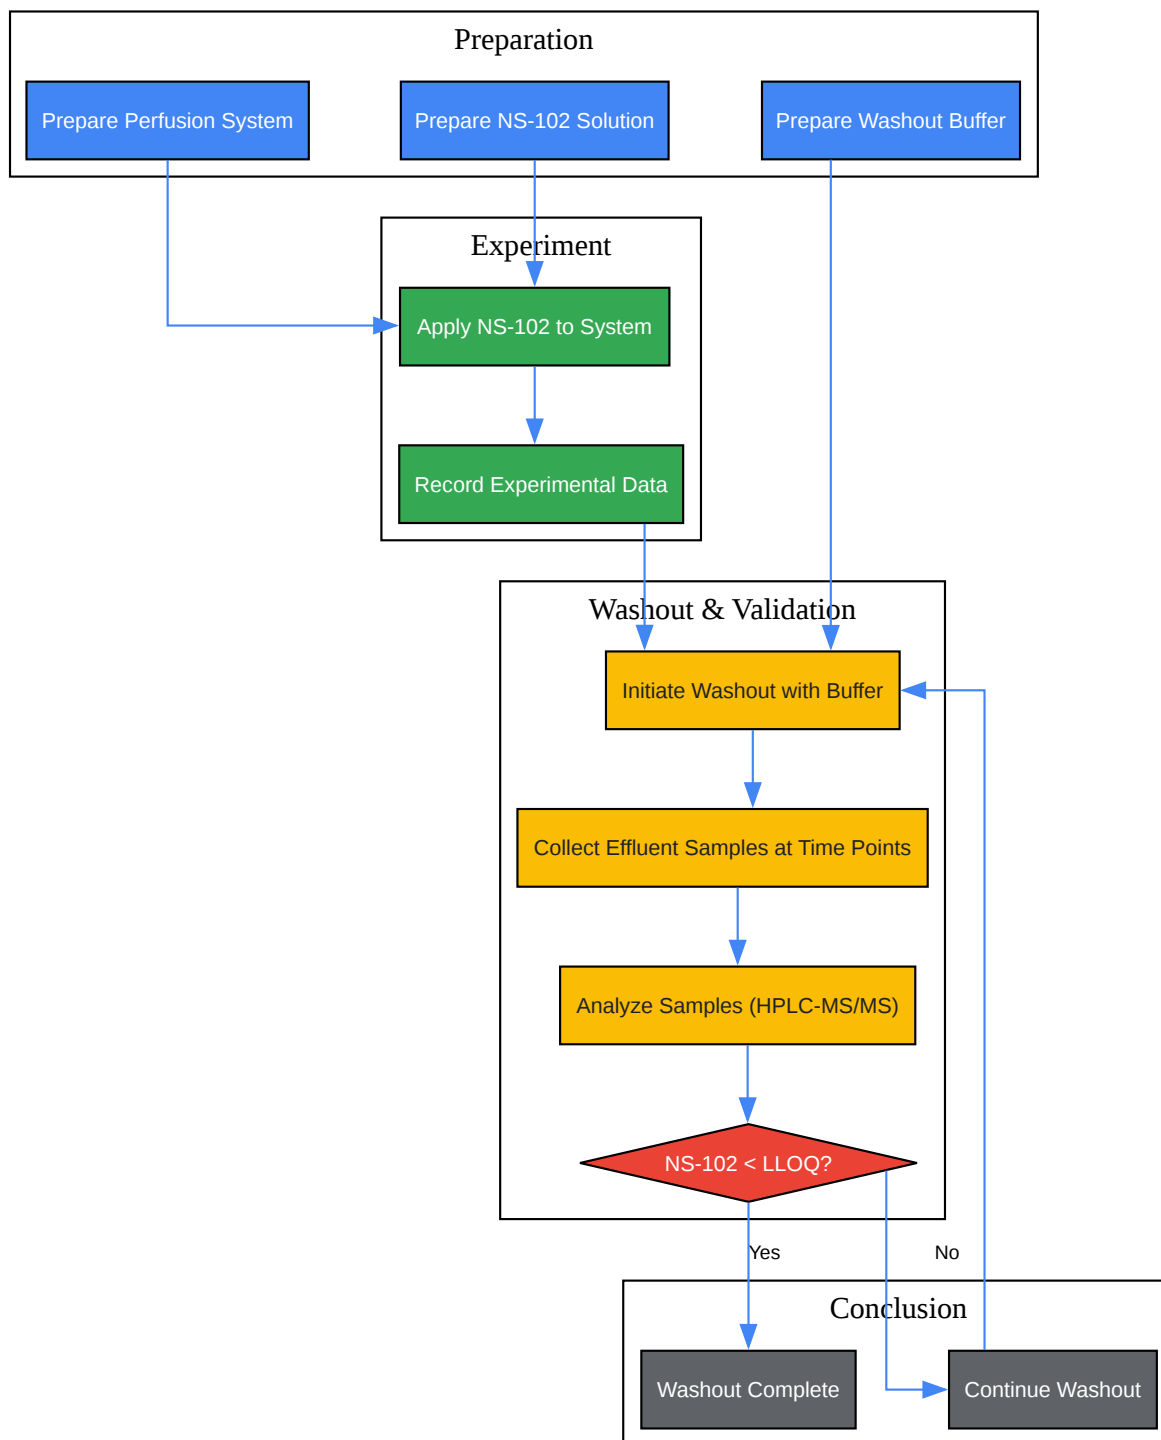 Preparation
Prepare Perfusion System
Prepare NS-102 Solution
Prepare Washout Buffer
Experiment
Apply NS-102 to System
Record Experimental Data
Washout & Validation
Initiate Washout with Buffer
Collect Effluent Samples at Time Points
Analyze Samples (HPLC-MS/MS)
NS-102 < LLOQ?
Yes
No
Conclusion
Washout Complete
Continue Washout